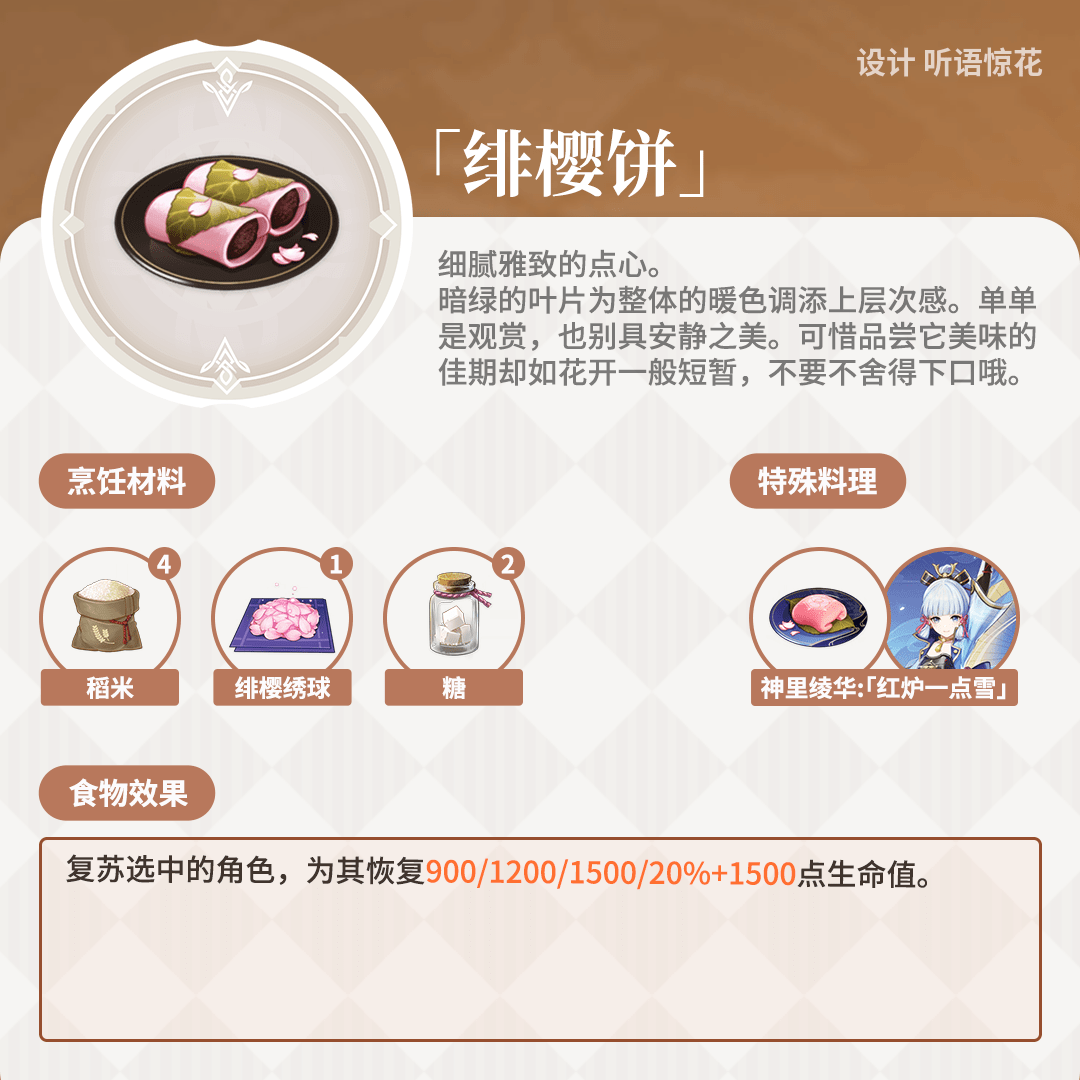 设计 听语惊花
「绯樱饼」
细腻雅致的点心。
暗绿的叶片为整体的暖色调添上层次感。单单
是观赏，也别具安静之美。可惜品尝它美味的
佳期却如花开一般短暂，不要不舍得下口哦。
烹饪材料
特殊料理
4
1
2
稻米
绯樱绣球
糖
神里绫华:「红炉一点雪」
食物效果
复苏选中的角色，为其恢复900/1200/1500/20%+1500点生命值。